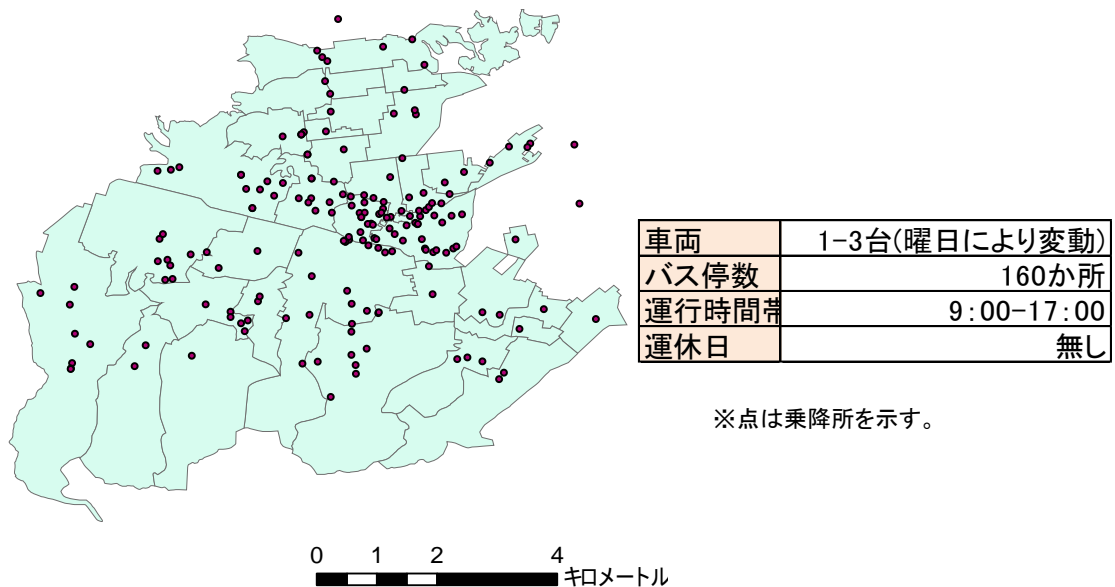 車両 1-3台(曜日により変動)
バス停数 160か所
運行時間帯 9:00-17:00
運休日 無し
※点は乗降所を示す。
0 1 2 4
キロメートル